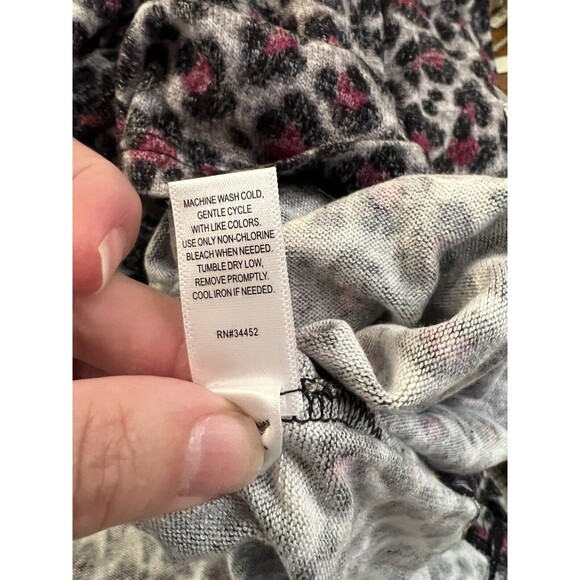 MACHINE WASH COLD,
GENTLE CYCLE
WITH LIKE COLORS.
USE ONLY NON-CHLORINE
BLEACH WHEN NEEDED.
TUMBLE DRY LOW,
REMOVE PROMPTLY.
COOL IRON IF NEEDED.
RN#34452